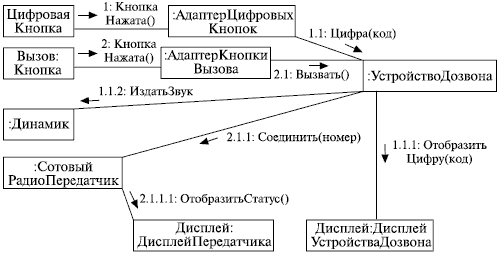 Цифровая
Кнопка
1: Кнопка
Нажата()
:АдаптерЦифровых
Кнопок
1.1: Цифра(код)
Вызов:
Кнопка
2: Кнопка
Нажата()
:АдаптерКнопки
Вызова
2.1: Вызвать()
:УстройствоДозвона
1.1.2: ИздатьЗвук
:Динамик
2.1.1: Соединить(номер)
1.1.1: Отобразить
Цифру(код)
:Сотовый
РадиоПередатчик
2.1.1.1: ОтобразитьСтатус()
Дисплей:
ДисплейПередатчика
Дисплей:Дисплей
УстройстваДозвона